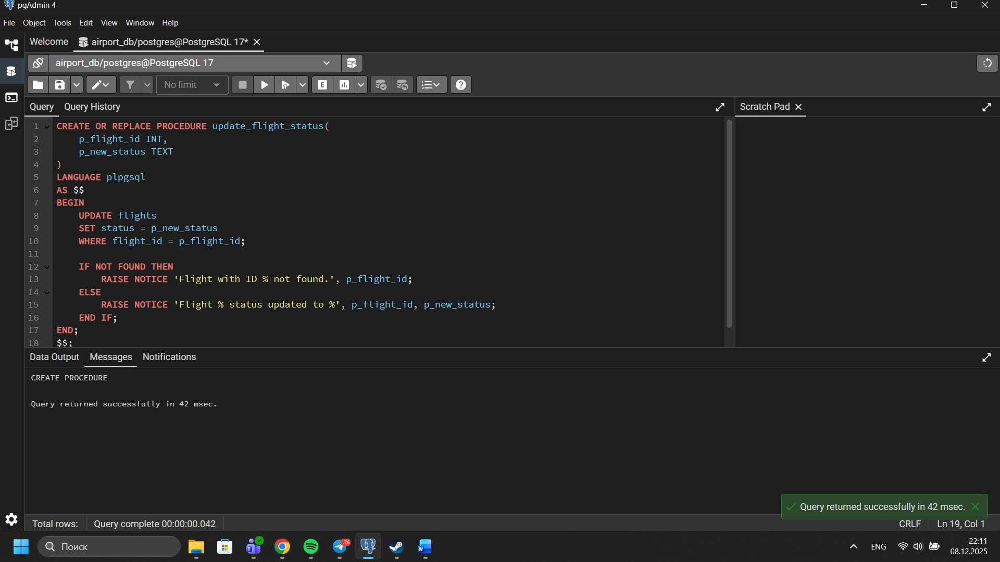 pgAdmin 4
File Object Tools Edit View Window Help
Welcome airport_db/postgres@PostgreSQL 17*
airport_db/postgres@PostgreSQL 17
No limit
E
Query Query History
Scratch Pad
1 CREATE OR REPLACE PROCEDURE update_flight_status(
2     p_flight_id INT,
3     p_new_status TEXT
4 )
5 LANGUAGE plpgsql
6 AS $$
7 BEGIN
8     UPDATE flights
9     SET status = p_new_status
10     WHERE flight_id = p_flight_id;
11
12     IF NOT FOUND THEN
13         RAISE NOTICE 'Flight with ID % not found.', p_flight_id;
14     ELSE
15         RAISE NOTICE 'Flight % status updated to %', p_flight_id, p_new_status;
16     END IF;
17 END;
18 $$;
Data Output Messages Notifications
CREATE PROCEDURE
Query returned successfully in 42 msec.
Query returned successfully in 42 msec.
Total rows: Query complete 00:00:00.042 CRLF Ln 19, Col 1
Поиск
T
76
W
ENG
22:11
08.12.2025